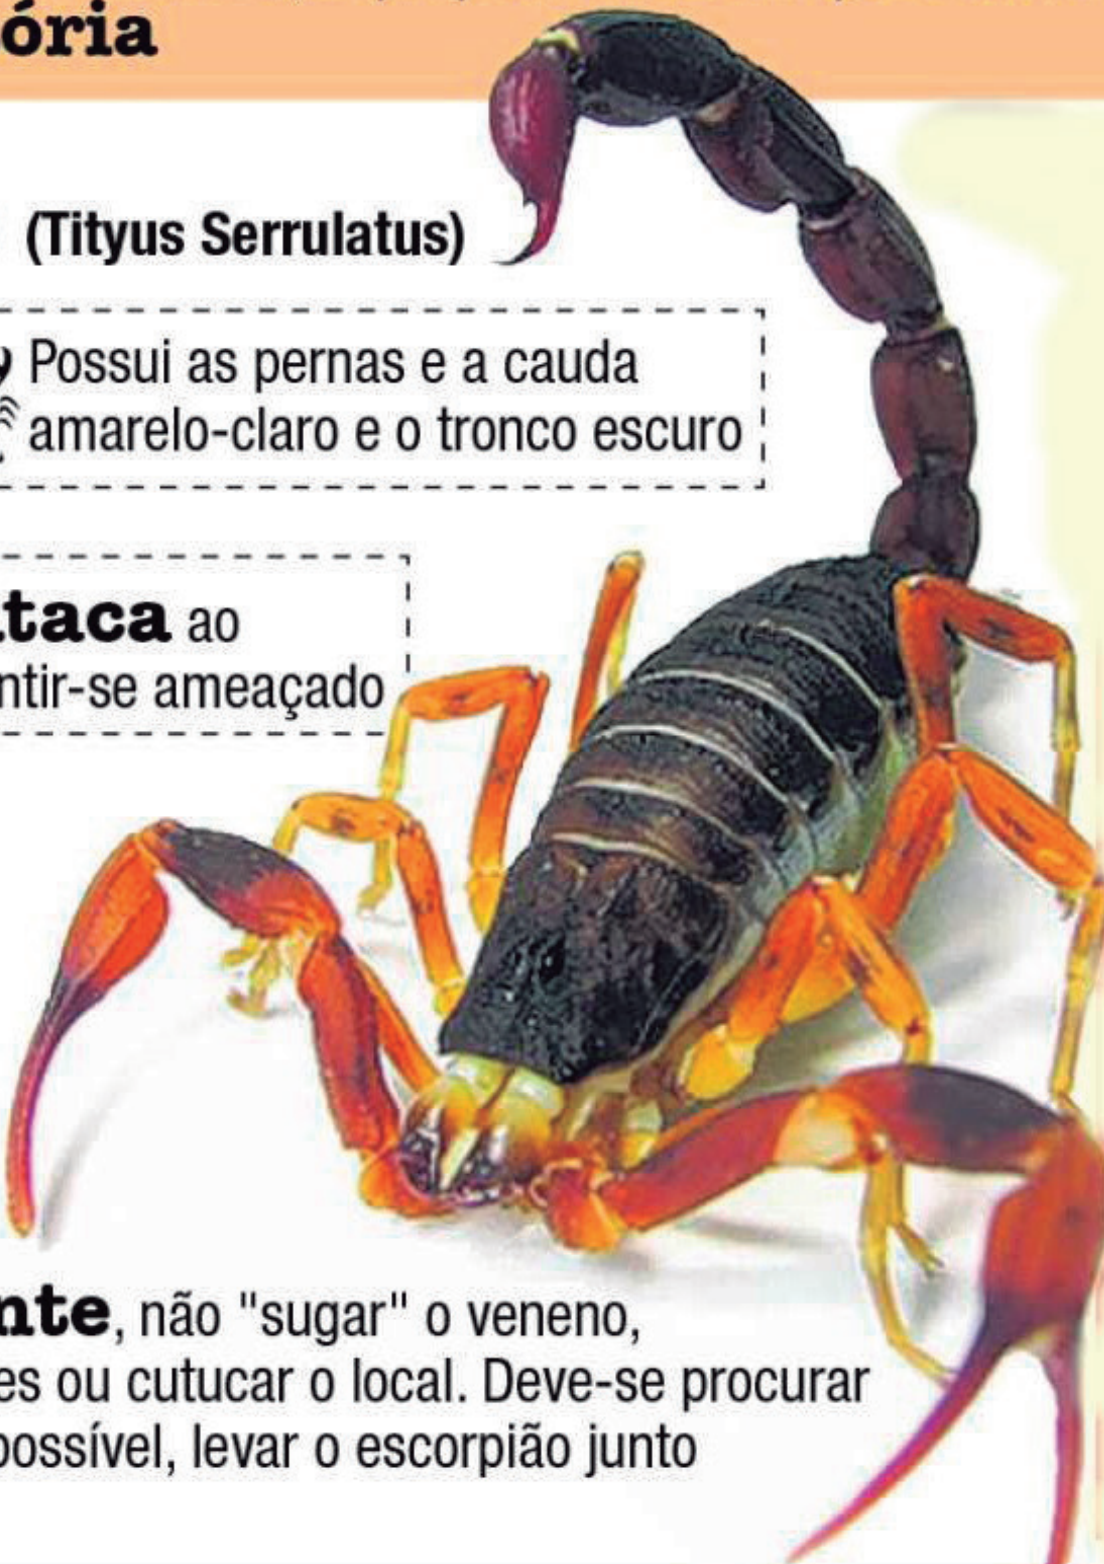 ória
(Tityus Serrulatus)
Possui as pernas e a cauda
amarelo-claro e o tronco escuro
taca ao
ntir-se ameaçado
nte, não "sugar" o veneno,
es ou cutucar o local. Deve-se procurar
possível, levar o escorpião junto